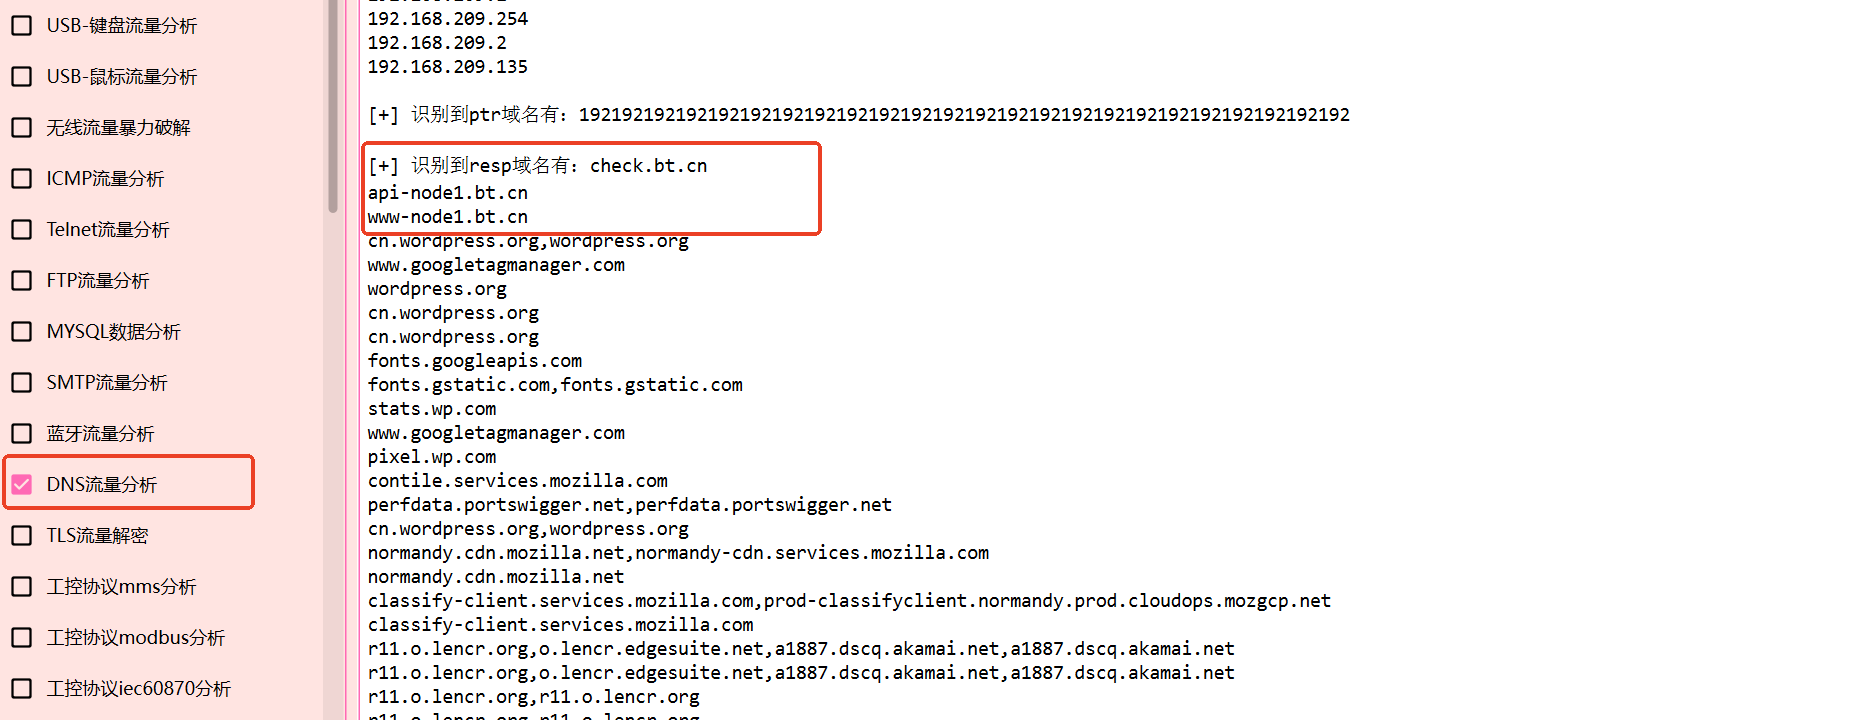 USB-键盘流量分析
USB-鼠标流量分析
无线流量暴力破解
ICMP流量分析
Telnet流量分析
FTP流量分析
MYSQL数据分析
SMTP流量分析
蓝牙流量分析
DNS流量分析
TLS流量解密
工控协议mms分析
工控协议modbus分析
工控协议iec60870分析
192.168.209.254
192.168.209.2
192.168.209.135
[+] 识别到ptr域名有: 192192192192192192192192192192192192192192192192192192192192192192192192
[+] 识别到resp域名有: check.bt.cn
api-node1.bt.cn
www-node1.bt.cn
cn.wordpress.org,wordpress.org
www.googletagmanager.com
wordpress.org
cn.wordpress.org
cn.wordpress.org
fonts.googleapis.com
fonts.gstatic.com,fonts.gstatic.com
stats.wp.com
www.googletagmanager.com
pixel.wp.com
contile.services.mozilla.com
perfdata.portswigger.net,perfdata.portswigger.net
cn.wordpress.org,wordpress.org
normandy.cdn.mozilla.net,normandy-cdn.services.mozilla.com
normandy.cdn.mozilla.net
classify-client.services.mozilla.com,prod-classifyclient.normandy.prod.cloudops.mozgcp.net
classify-client.services.mozilla.com
r11.o.lencr.org,o.lencr.edgesuite.net,a1887.dscq.akamai.net,a1887.dscq.akamai.net
r11.o.lencr.org,o.lencr.edgesuite.net,a1887.dscq.akamai.net,a1887.dscq.akamai.net
r11.o.lencr.org,r11.o.lencr.org
r11.o.lencr.org,r11.o.lencr.org